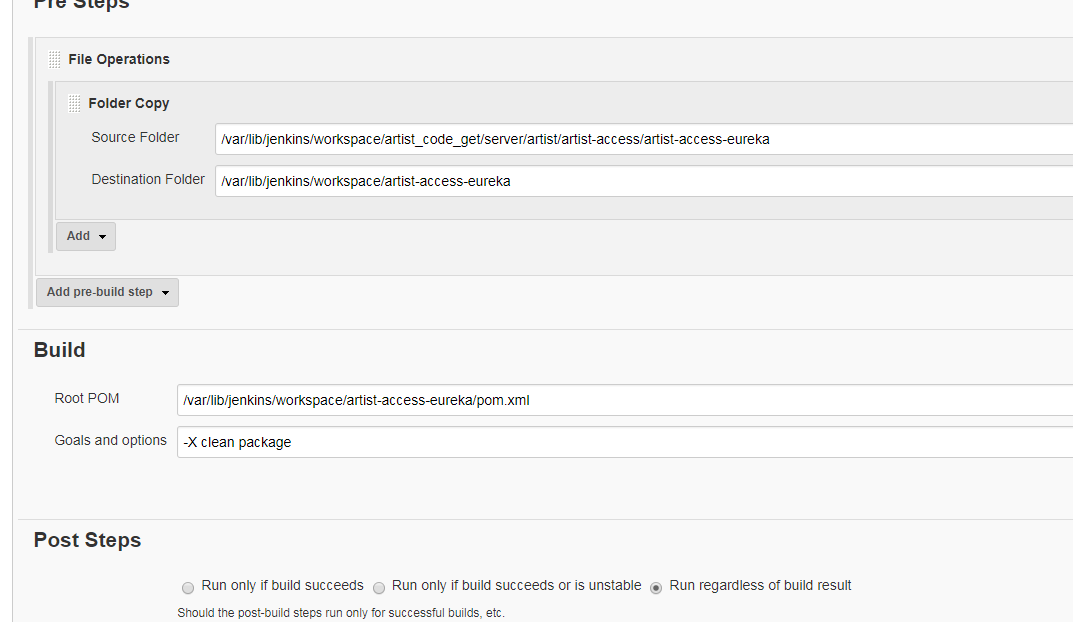 Pre Steps
File Operations
Folder Copy
Source Folder /var/lib/jenkins/workspace/artist_code_get/server/artist/artist-access/artist-access-eureka
Destination Folder /var/lib/jenkins/workspace/artist-access-eureka
Add
Add pre-build step
Build
Root POM /var/lib/jenkins/workspace/artist-access-eureka/pom.xml
Goals and options -X clean package
Post Steps
Run only if build succeeds Run only if build succeeds or is unstable Run regardless of build result
Should the post-build steps run only for successful builds, etc.